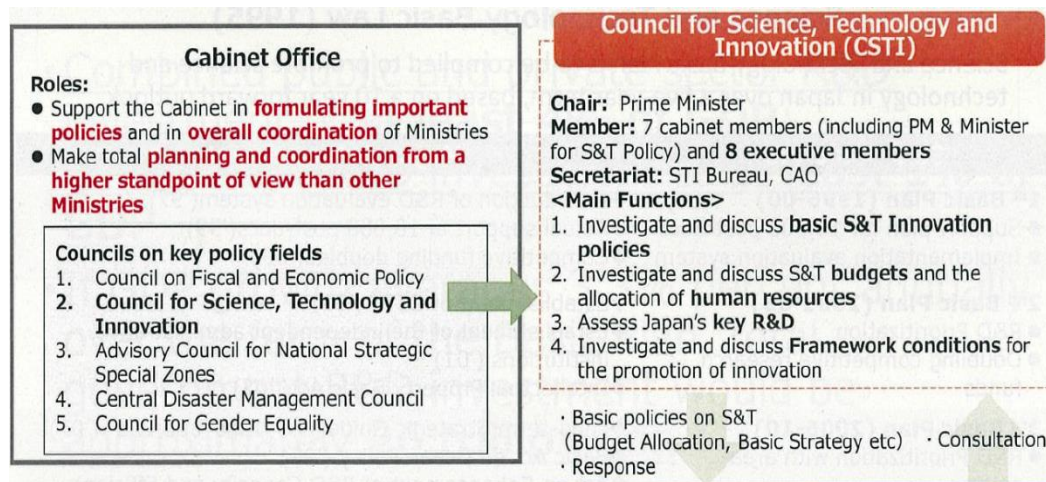 Cabinet Office
Roles:
● Support the Cabinet in formulating important
policies and in overall coordination of Ministries
● Make total planning and coordination from a
higher standpoint of view than other
Ministries
Councils on key policy fields
1. Council on Fiscal and Economic Policy
2. Council for Science, Technology and
Innovation
3. Advisory Council for National Strategic
Special Zones
4. Central Disaster Management Council
5. Council for Gender Equality
Council for Science, Technology and
Innovation (CSTI)
Chair: Prime Minister
Member: 7 cabinet members (including PM & Minister
for S&T Policy) and 8 executive members
Secretariat: STI Bureau, CAO
<Main Functions>
1. Investigate and discuss basic S&T Innovation
policies
2. Investigate and discuss S&T budgets and the
allocation of human resources
3. Assess Japan's key R&D
4. Investigate and discuss Framework conditions for
the promotion of innovation
· Basic policies on S&T
(Budget Allocation, Basic Strategy etc)
· Response
· Consultation